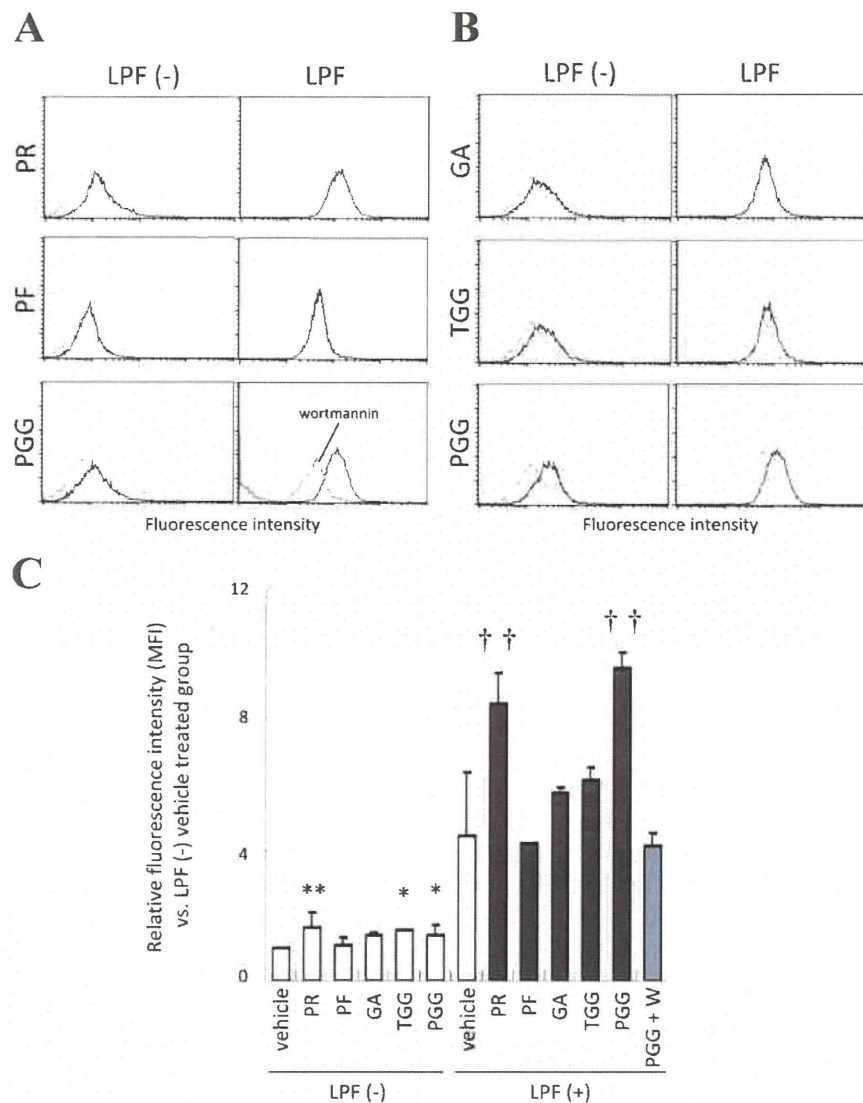 A
B
LPF (-)
LPF
LPF (-)
LPF
PR
GA
PF
TGG
PGG
wortmannin
PGG
Fluorescence intensity
Fluorescence intensity
C
Relative fluorescence intensity (MFI)
vs. LPF (-) vehicle treated group
12
8
4
0
**
*
*
† †
† †
vehicle
PR
PF
GA
TGG
PGG
vehicle
PR
PF
GA
TGG
PGG
PGG + W
LPF (-)
LPF (+)